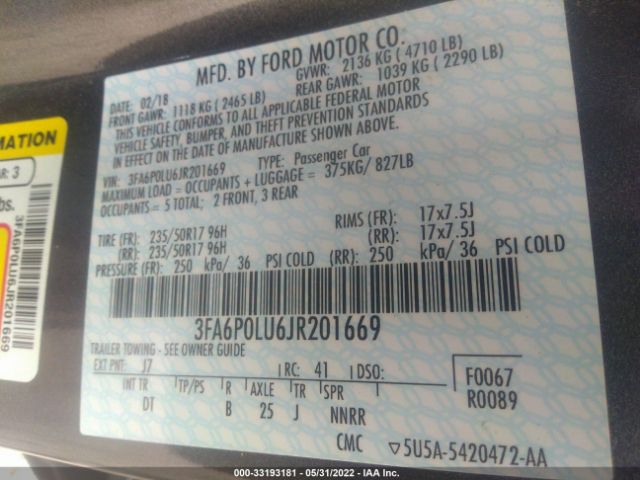 MFD. BY FORD MOTOR CO.
DATE: 02/18
GVWR: 2136 KG ( 4710 LB)
FRONT GAWR: 1118 KG ( 2465 LB)
REAR GAWR: 1039 KG ( 2290 LB)
THIS VEHICLE CONFORMS TO ALL APPLICABLE FEDERAL MOTOR
VEHICLE SAFETY, BUMPER, AND THEFT PREVENTION STANDARDS
IN EFFECT ON THE DATE OF MANUFACTURE SHOWN ABOVE.
VIN: 3FA6P0LU6JR201669
TYPE: Passenger Car
MAXIMUM LOAD = OCCUPANTS + LUGGAGE = 375KG/ 827LB
OCCUPANTS = 5 TOTAL; 2 FRONT, 3 REAR
TIRE (FR): 235/50R17 96H
RIMS (FR): 17x7.5J
(RR): 235/50R17 96H
(RR): 17x7.5J
PRESSURE (FR): 250 kPa/ 36 PSI COLD
(RR): 250 kPa/ 36 PSI COLD
3FA6P0LU6JR201669
TRAILER TOWING - SEE OWNER GUIDE
EXT PNT: J7 RC: 41 DSO:
F0067
R0089
INT TR TP/PS R AXLE TR SPR
DT B 25 J NNRR
CMC ▽5U5A-5420472-AA
RMATION
AR: 3
bs.
3FA6P0LU6JR201669
000-33193181 - 05/31/2022 - IAA Inc.